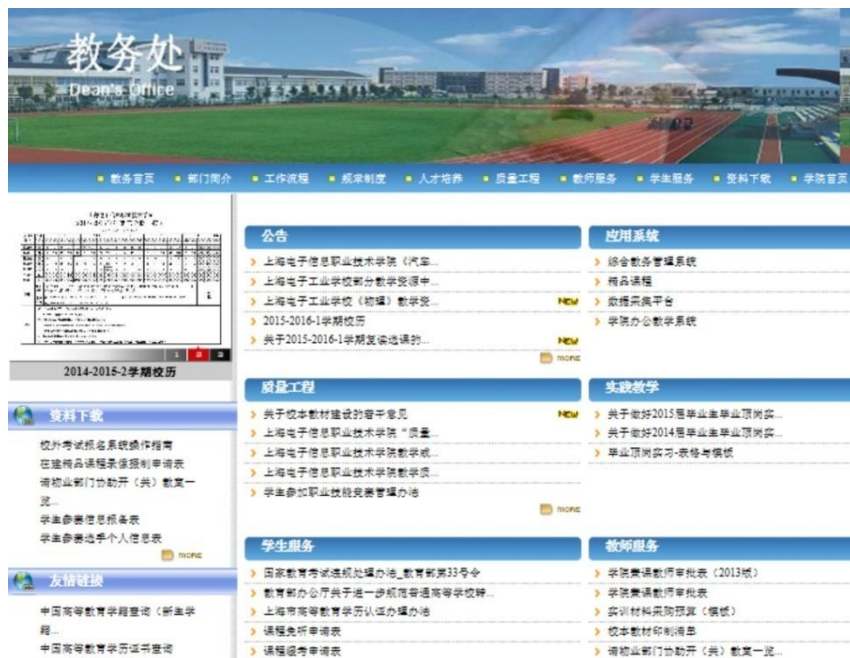 教务处
Dean's Office
教务首页 部门简介 工作流程 规章制度 人才培养 质量工程 教师服务 学生服务 资料下载 学院首页
1 2 3
2014-2015-2学期校历
资料下载
校外考试报名系统操作指南
在建精品课程录像摄制申请表
请物业部门协助开（关）教室一
览...
学生参赛信息报备表
学生参赛选手个人信息表
MORE
友情链接
中国高等教育学籍查询（新生学
籍...
中国高等教育学历证书查询
公告
上海电子信息职业技术学院《汽车...
上海电子工业学校部分教学资源中...
上海电子工业学校《物理》教学资... NEW
2015-2016-1学期校历
关于2015-2016-1学期复读选课的... NEW
MORE
质量工程
关于校本教材建设的若干意见 NEW
上海电子信息职业技术学院“质量...
上海电子信息职业技术学院教学成...
上海电子信息职业技术学院教学质...
学生参加职业技能竞赛管理办法
MORE
学生服务
国家教育考试违规处理办法_教育部第33号令
教育部办公厅关于进一步规范普通高等学校转...
上海市高等教育学历认证办理办法
课程免听申请表
课程缓考申请表
应用系统
综合教务管理系统
精品课程
数据采集平台
学院办公教学系统
实践教学
关于做好2015届毕业生毕业顶岗实...
关于做好2014届毕业生毕业顶岗实...
毕业顶岗实习-表格与模板
教师服务
学院兼课教师审批表（2013版）
学院兼课教师审批表
实训材料采购预算（模板）
校本教材印制清单
请物业部门协助开（关）教室一览...